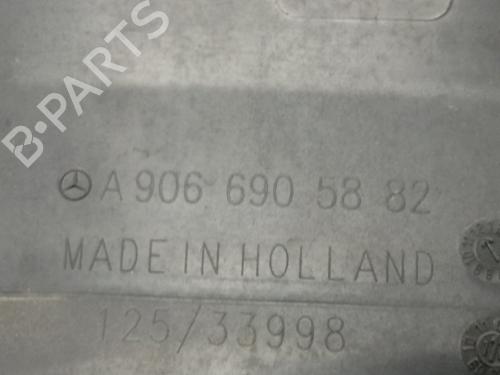 B-PARTS
A 906 690 58 82
MADE IN HOLLAND
125/33998